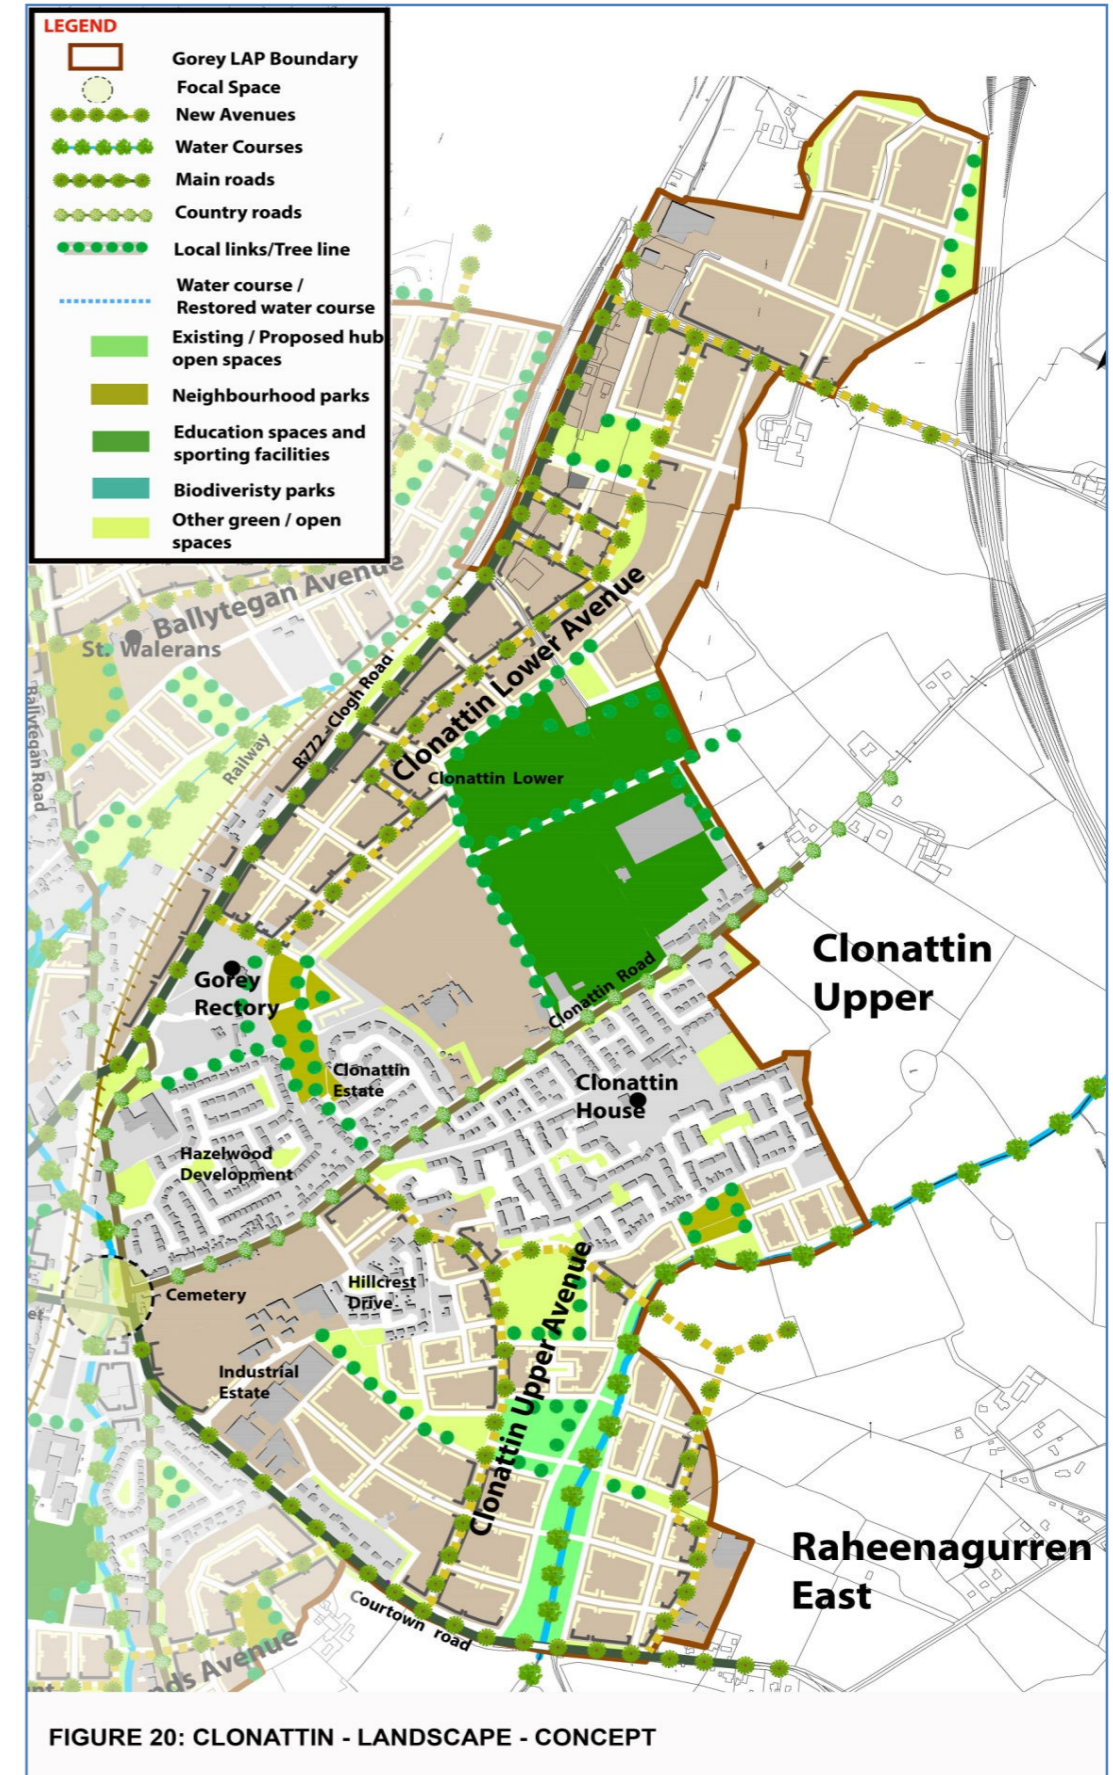 LEGEND
Gorey LAP Boundary
Focal Space
New Avenues
Water Courses
Main roads
Country roads
Local links/Tree line
Water course /
Restored water course
Existing / Proposed hub
open spaces
Neighbourhood parks
Education spaces and
sporting facilities
Biodiveristy parks
Other green / open
spaces
Ballytegan Avenue
St. Walerans
Ballytegan Road
Railway
R772 - Clogh Road
Clonattin Lower Avenue
Clonattin Lower
Clonattin
Upper
Gorey
Rectory
Clonattin Road
Clonattin
Estate
Clonattin
House
Hazelwood
Development
Cemetery
Hillcrest
Drive
Industrial
Estate
Clonattin Upper Avenue
Raheenagurren
East
Courtown road
nds Avenue
FIGURE 20: CLONATTIN - LANDSCAPE - CONCEPT